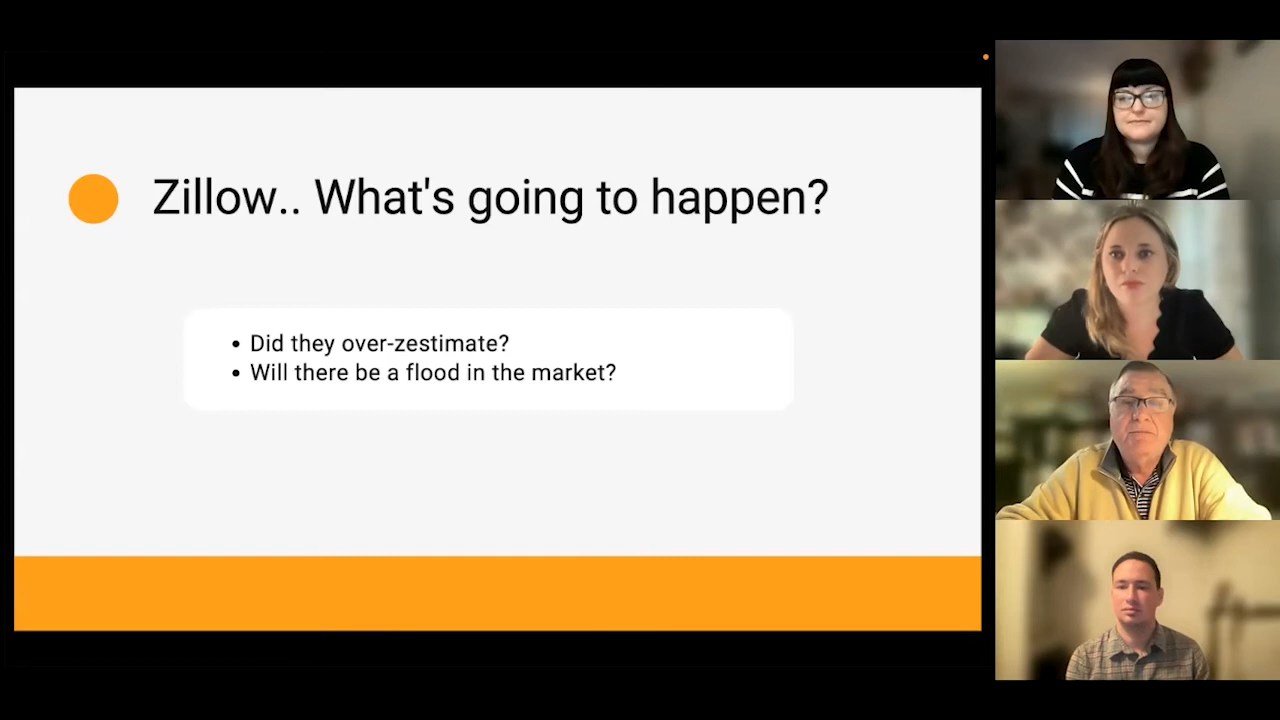 Zillow.. What's going to happen?
• Did they over-zestimate?
• Will there be a flood in the market?